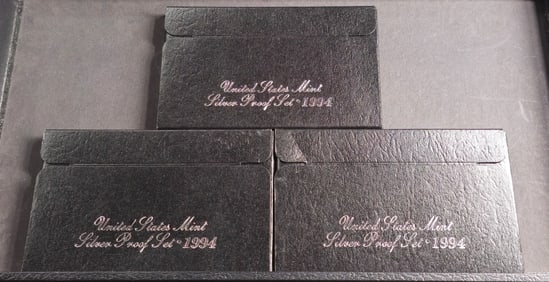 United States Mint
Silver Proof Set • 1994
United States Mint
Silver Proof Set • 1994
United States Mint
Silver Proof Set • 1994